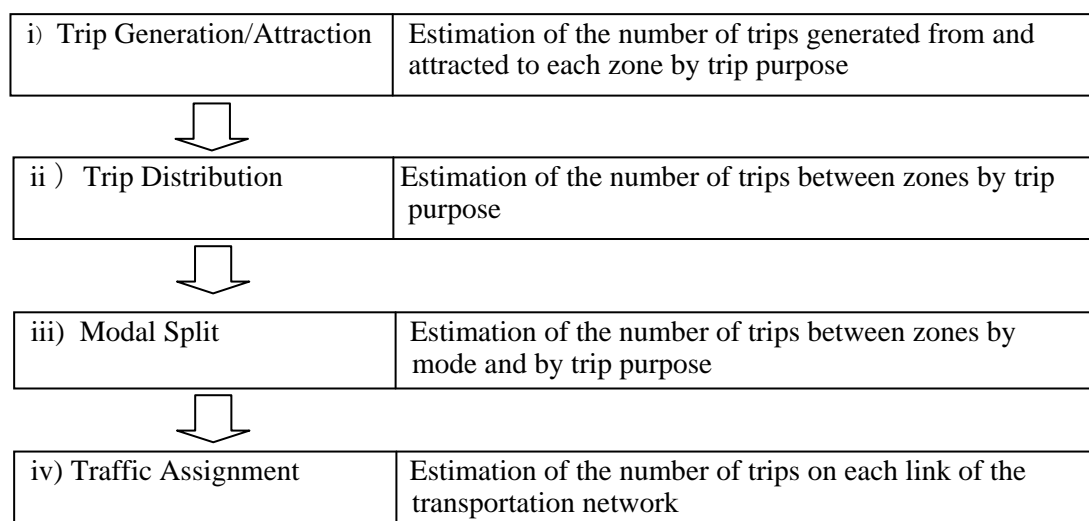 i) Trip Generation/Attraction
Estimation of the number of trips generated from and
attracted to each zone by trip purpose
ii ) Trip Distribution
Estimation of the number of trips between zones by trip
purpose
iii) Modal Split
Estimation of the number of trips between zones by
mode and by trip purpose
iv) Traffic Assignment
Estimation of the number of trips on each link of the
transportation network